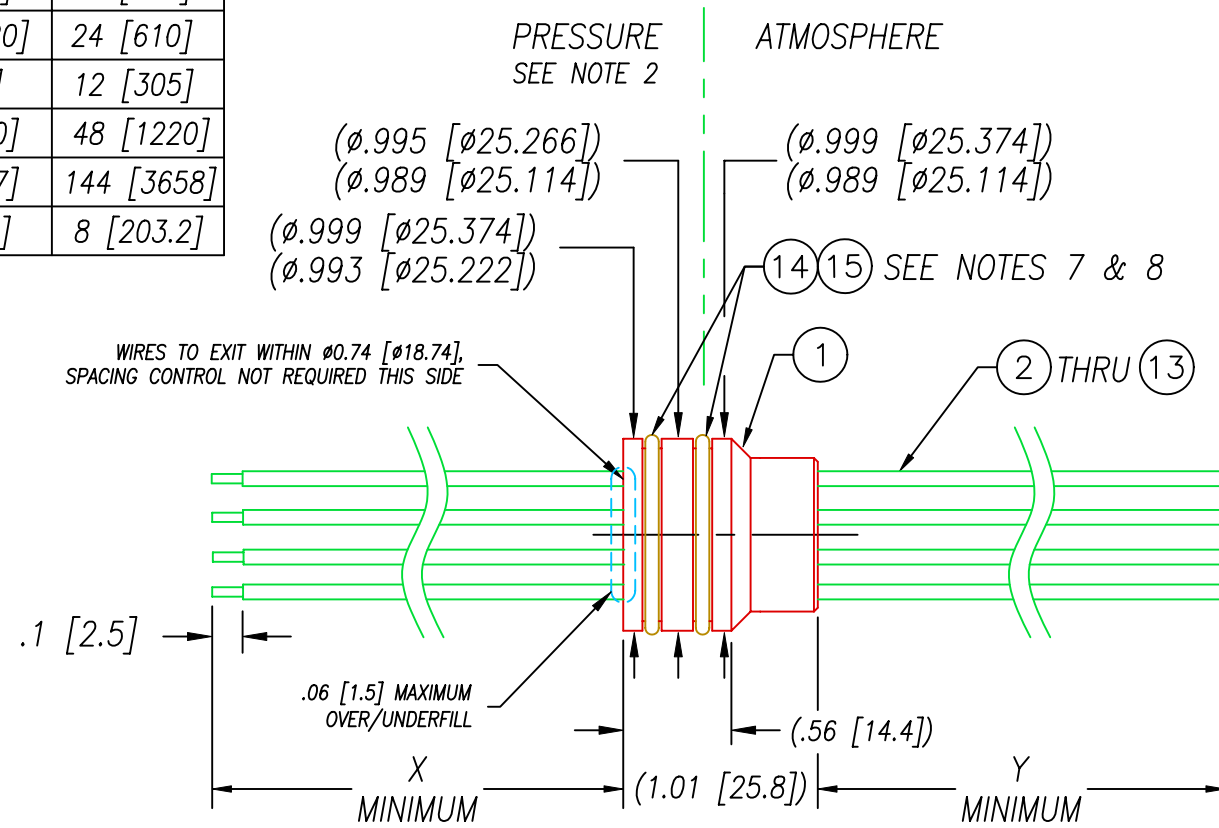 24 [610]
12 [305]
48 [1220]
144 [3658]
8 [203.2]
PRESSURE
SEE NOTE 2
ATMOSPHERE
(ø.995 [ø25.266])
(ø.989 [ø25.114])
(ø.999 [ø25.374])
(ø.989 [ø25.114])
(ø.999 [ø25.374])
(ø.993 [ø25.222])
14 15 SEE NOTES 7 & 8
1
2 THRU 13
WIRES TO EXIT WITHIN ø0.74 [ø18.74],
SPACING CONTROL NOT REQUIRED THIS SIDE
.1 [2.5]
.06 [1.5] MAXIMUM
OVER/UNDERFILL
(.56 [14.4])
(1.01 [25.8])
X
MINIMUM
Y
MINIMUM